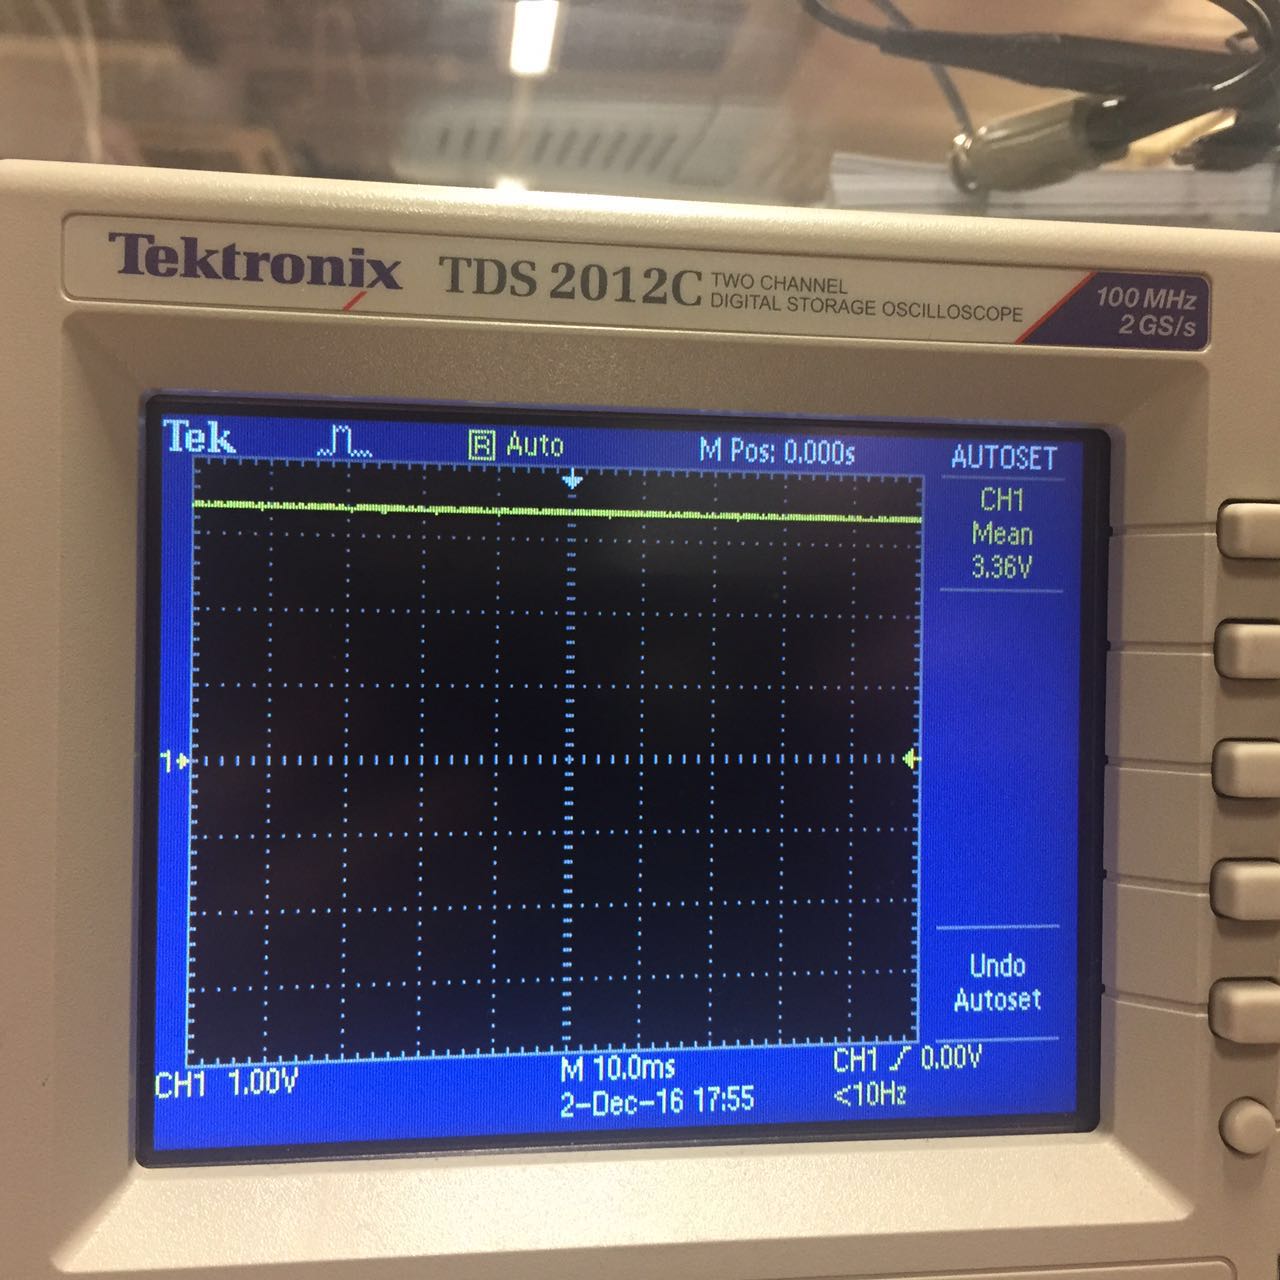 Tektronix TDS 2012C TWO CHANNEL
DIGITAL STORAGE OSCILLOSCOPE
100 MHz
2 GS/s
Tek R Auto M Pos: 0.000s AUTOSET
CH1
Mean
3.36V
1
Undo
Autoset
CH1 1.00V M 10.0ms CH1 0.00V
2-Dec-16 17:55 <10Hz